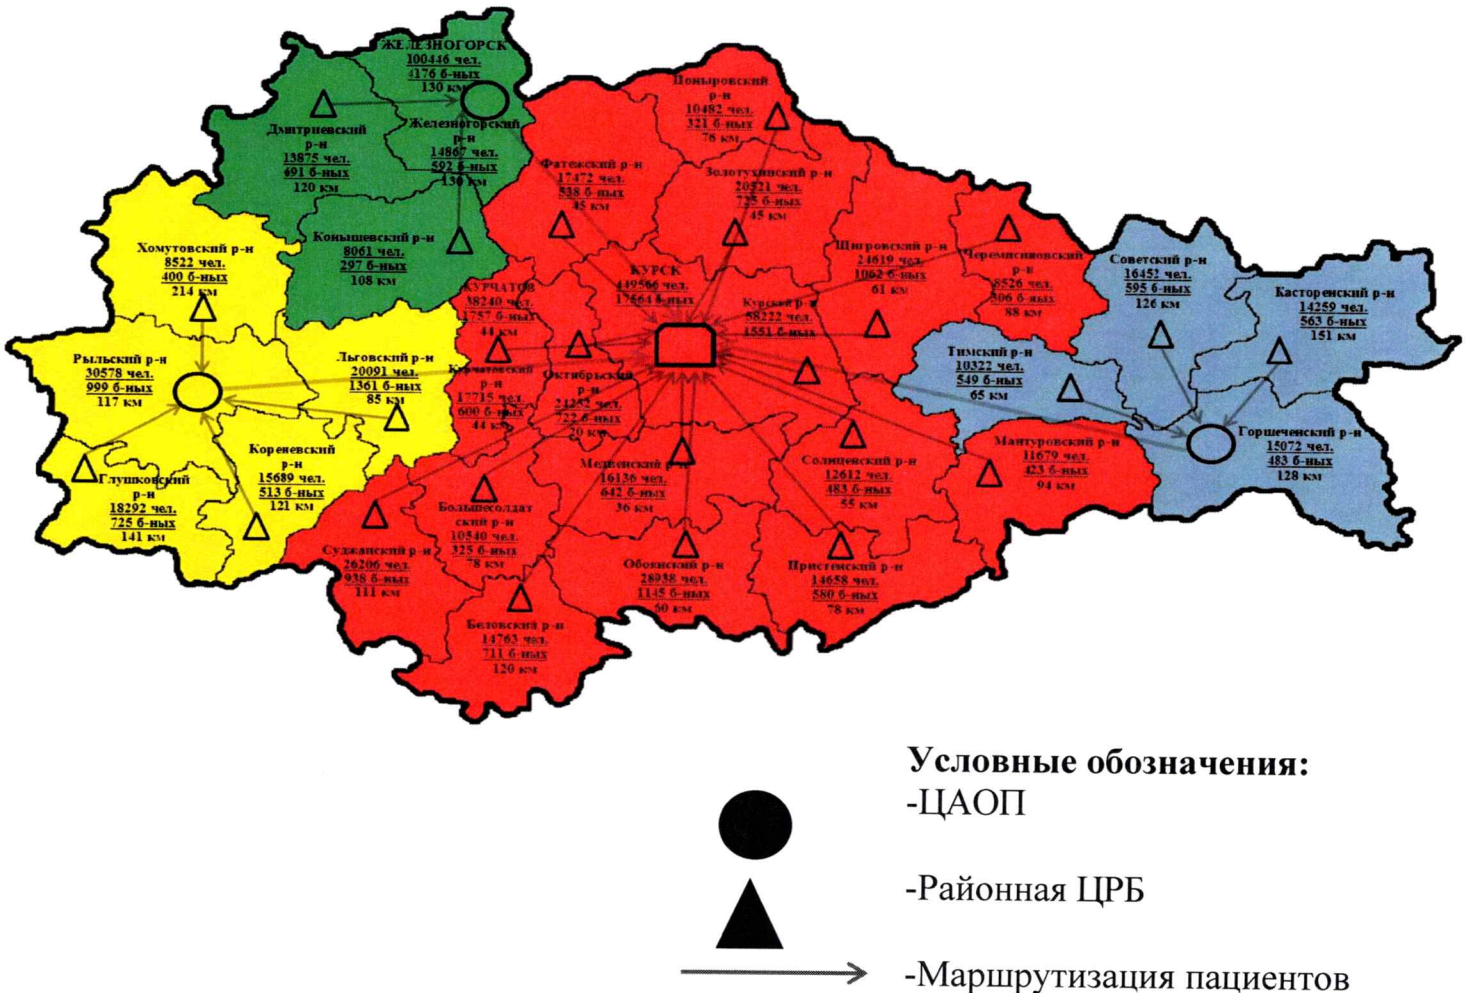 ЖЕЛЕЗНОГОРСК
100446 чел.
4176 б-ных
130 км
Дмитриевский
р-н
13875 чел.
691 б-ных
120 км
Железногорский
р-н
14867 чел.
592 б-ных
130 км
Конышевский р-н
8061 чел.
297 б-ных
108 км
Хомутовский р-н
8522 чел.
400 б-ных
214 км
Рыльский р-н
30578 чел.
999 б-ных
117 км
Льговский р-н
20091 чел.
1361 б-ных
85 км
Кореневский
р-н
15689 чел.
513 б-ных
121 км
Глушковский
р-н
18292 чел.
725 б-ных
141 км
Поныровский
р-н
10482 чел.
321 б-ных
76 км
Фатежский р-н
17472 чел.
538 б-ных
45 км
Золотухинский р-н
20521 чел.
725 б-ных
45 км
Щигровский р-н
24619 чел.
1062 б-ных
61 км
Черемисиновский
р-н
8526 чел.
306 б-ных
88 км
КУРСК
449566 чел.
17564 б-ных
Курский р-н
58222 чел.
1551 б-ных
КУРЧАТОВ
38240 чел.
1757 б-ных
44 км
Курчатовский
р-н
17715 чел.
600 б-ных
44 км
Октябрьский
р-н
24252 чел.
722 б-ных
20 км
Медвенский р-н
16136 чел.
642 б-ных
36 км
Солнцевский р-н
12612 чел.
483 б-ных
55 км
Мантуровский р-н
11679 чел.
423 б-ных
94 км
Суджанский р-н
26206 чел.
938 б-ных
111 км
Большесолдат
ский р-н
10540 чел.
325 б-ных
78 км
Обоянский р-н
28938 чел.
1145 б-ных
60 км
Пристенский р-н
14658 чел.
580 б-ных
78 км
Беловский р-н
14763 чел.
711 б-ных
120 км
Советский р-н
16452 чел.
595 б-ных
126 км
Касторенский р-н
14259 чел.
563 б-ных
151 км
Тимский р-н
10322 чел.
549 б-ных
65 км
Горшеченский р-н
15072 чел.
483 б-ных
128 км
Условные обозначения:
-ЦАОП
-Районная ЦРБ
-Маршрутизация пациентов